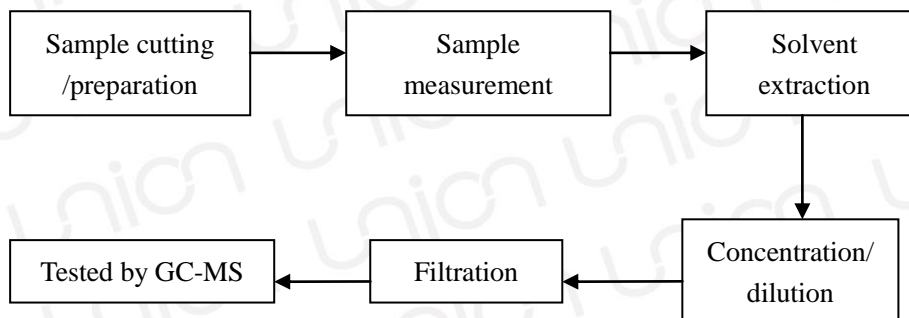 Sample cutting
/preparation
Sample
measurement
Solvent
extraction
Concentration/
dilution
Filtration
Tested by GC-MS